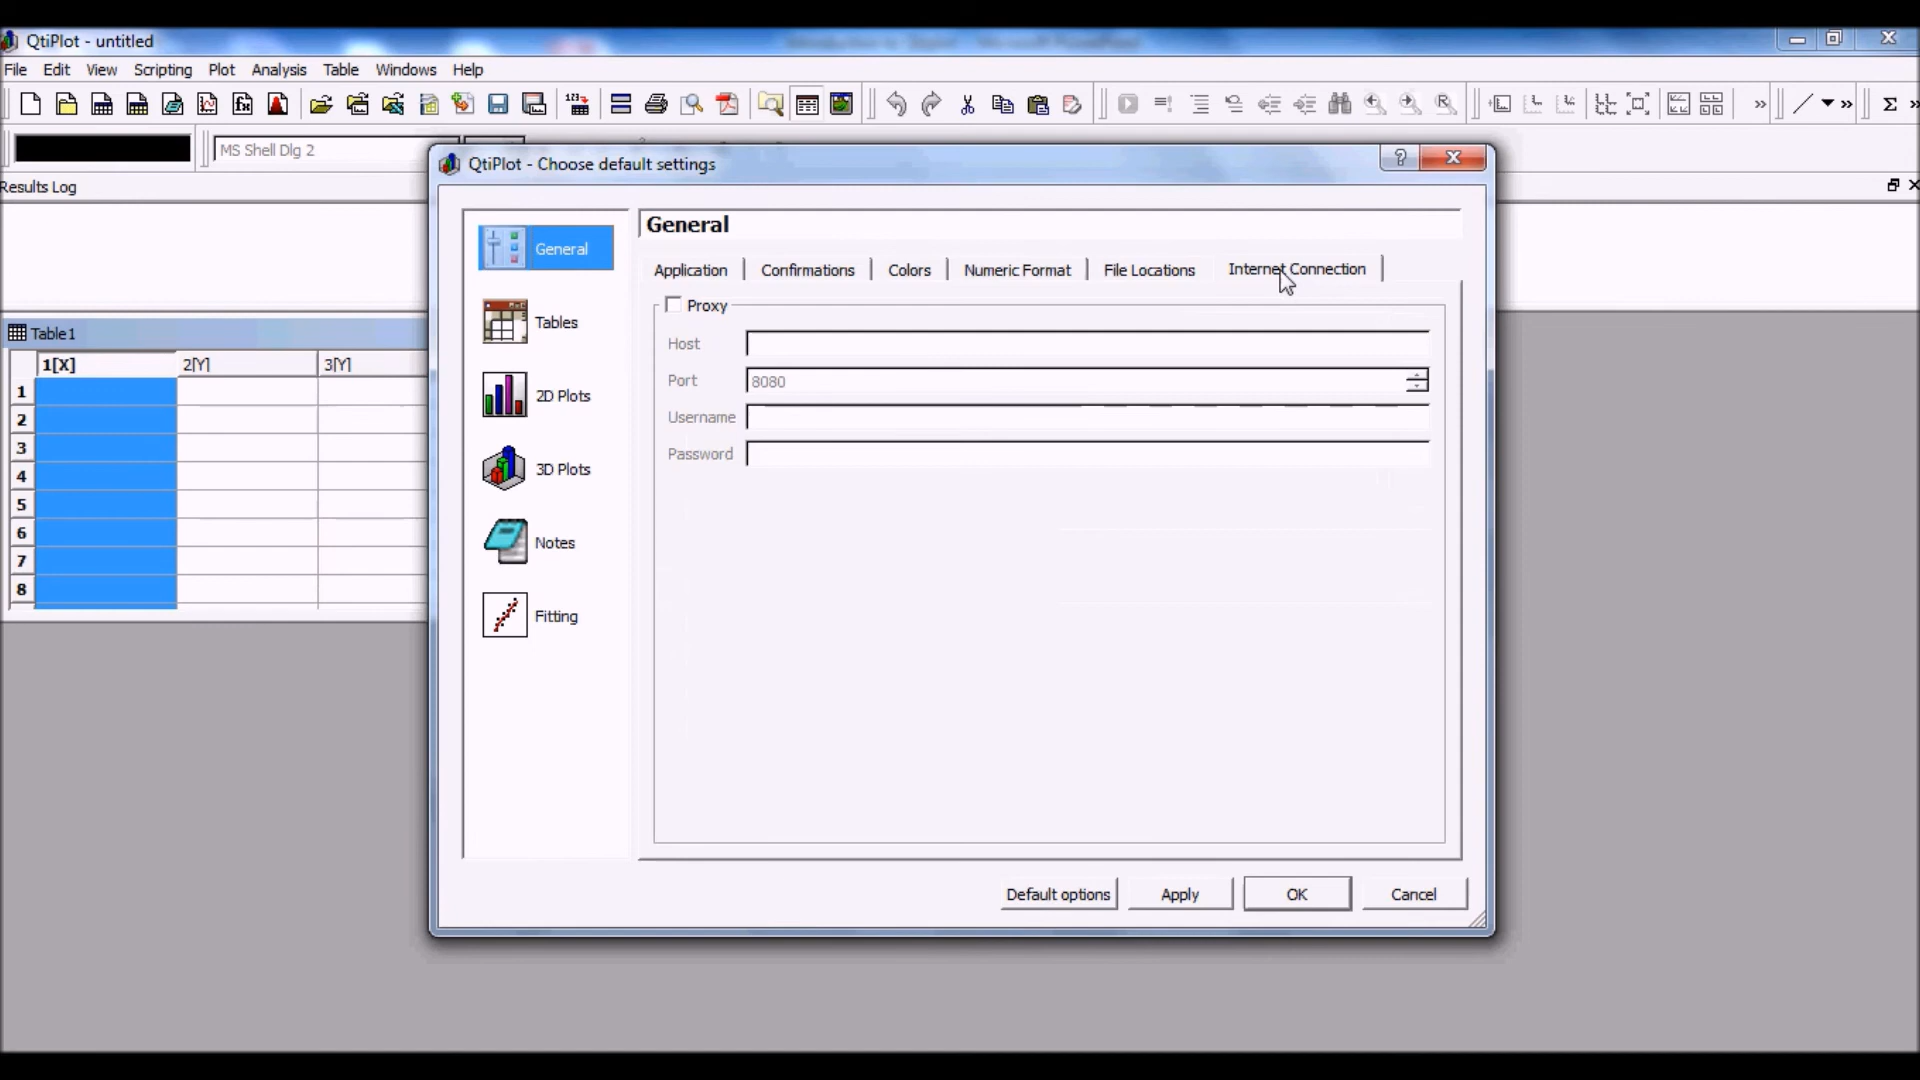 QtiPlot - untitled
File Edit View Scripting Plot Analysis Table Windows Help
MS Shell Dlg 2
Results Log
QtiPlot - Choose default settings
General
Tables
2D Plots
3D Plots
Notes
Fitting
General
Application Confirmations Colors Numeric Format File Locations Internet Connection
Proxy
Host
Port 8080
Username
Password
Default options Apply OK Cancel
Table1
1[X] 2[Y] 3[Y]
1
2
3
4
5
6
7
8